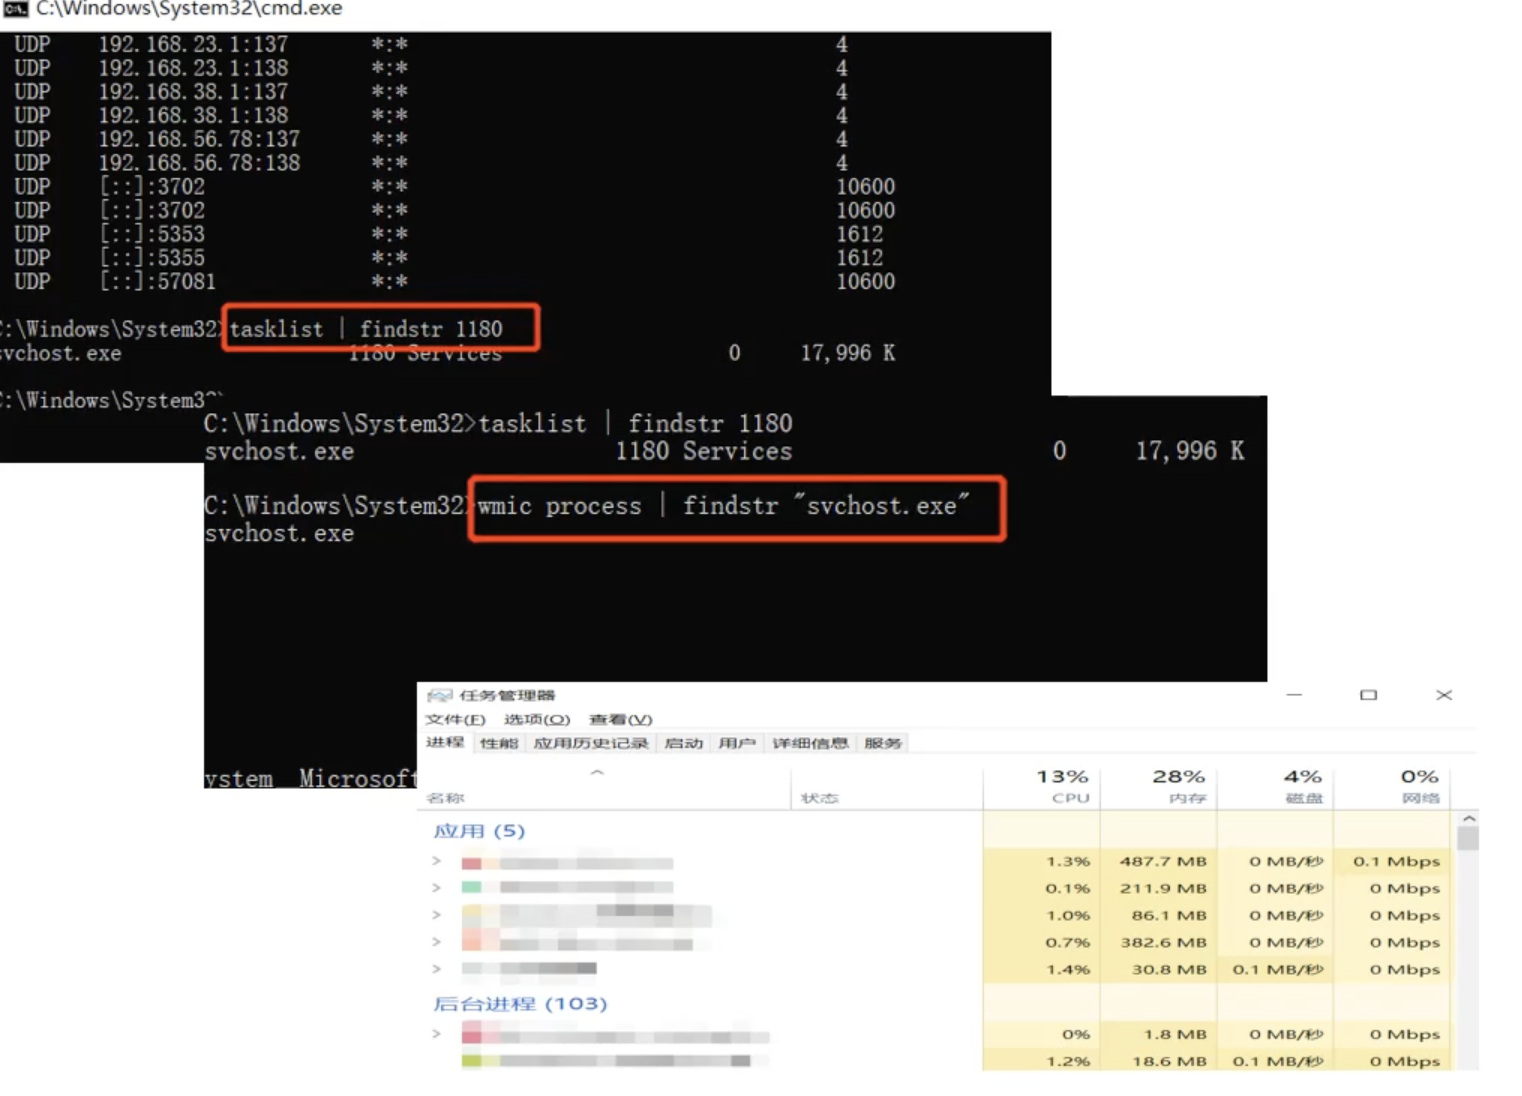 C:\Windows\System32\cmd.exe
UDP 192.168.23.1:137 *:* 4
UDP 192.168.23.1:138 *:* 4
UDP 192.168.38.1:137 *:* 4
UDP 192.168.38.1:138 *:* 4
UDP 192.168.56.78:137 *:* 4
UDP 192.168.56.78:138 *:* 4
UDP [::]:3702 *:* 10600
UDP [::]:3702 *:* 10600
UDP [::]:5353 *:* 1612
UDP [::]:5355 *:* 1612
UDP [::]:57081 *:* 10600
C:\Windows\System32>tasklist | findstr 1180
svchost.exe 1180 Services 0 17,996 K
C:\Windows\System32
C:\Windows\System32>tasklist | findstr 1180
svchost.exe 1180 Services 0 17,996 K
C:\Windows\System32>wmic process | findstr "svchost.exe"
svchost.exe
ystem Microsoft
任务管理器
文件(F) 选项(O) 查看(V)
进程 性能 应用历史记录 启动 用户 详细信息 服务
13% 28% 4% 0%
名称 状态 CPU 内存 磁盘 网络
应用 (5)
1.3% 487.7 MB 0 MB/秒 0.1 Mbps
0.1% 211.9 MB 0 MB/秒 0 Mbps
1.0% 86.1 MB 0 MB/秒 0 Mbps
0.7% 382.6 MB 0 MB/秒 0 Mbps
1.4% 30.8 MB 0.1 MB/秒 0 Mbps
后台进程 (103)
0% 1.8 MB 0 MB/秒 0 Mbps
1.2% 18.6 MB 0.1 MB/秒 0 Mbps